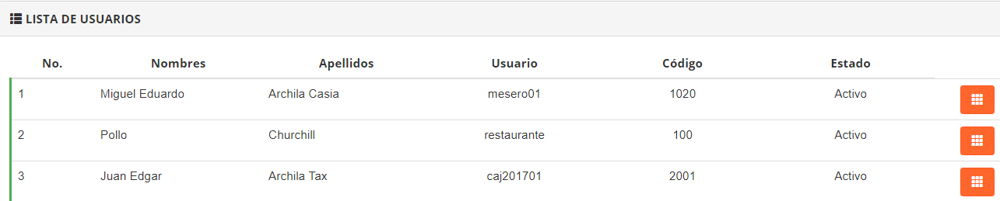 LISTA DE USUARIOS
No. Nombres Apellidos Usuario Código Estado
1 Miguel Eduardo Archila Casia mesero01 1020 Activo
2 Pollo Churchill restaurante 100 Activo
3 Juan Edgar Archila Tax caj201701 2001 Activo